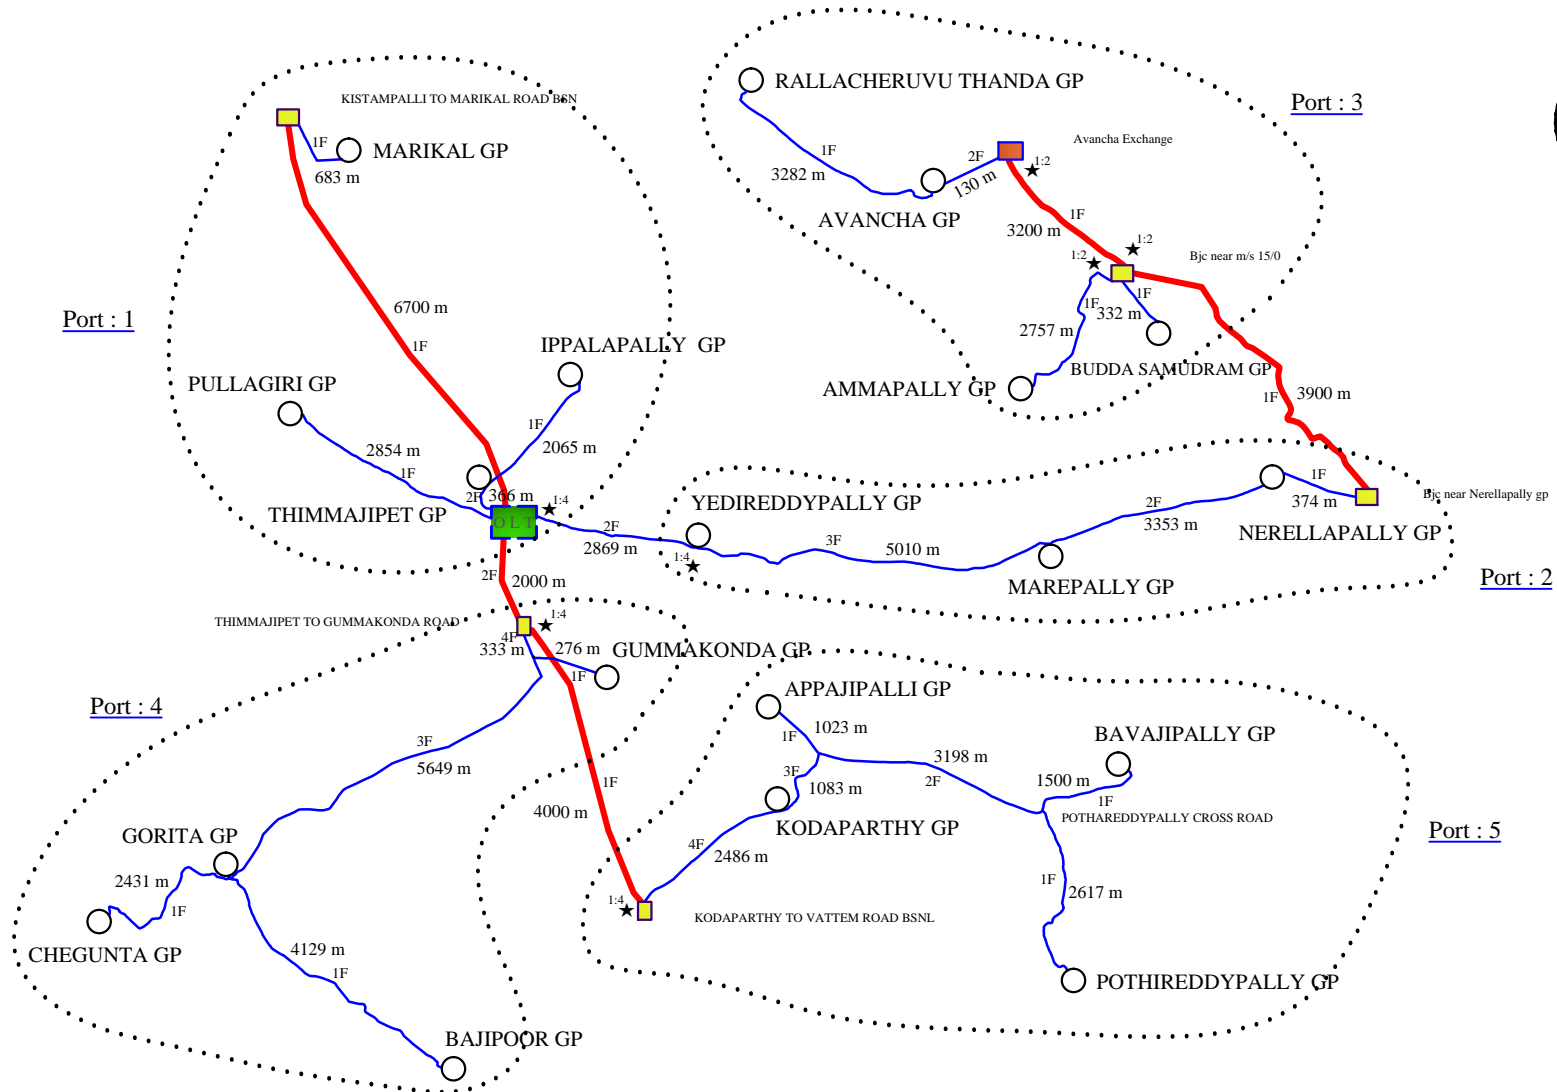 RALLACHERUVU THANDA GP
Port : 3
KISTAMPALLI TO MARIKAL ROAD BSN
1F
MARIKAL GP
683 m
Avancha Exchange
1:2
1F
3282 m
2F
130 m
AVANCHA GP
1F
3200 m
1:2
1:2
Bjc near m/s 15/0
1F
332 m
1F
2757 m
BUDDA SAMUDRAM GP
AMMAPALLY GP
3900 m
1F
Port : 1
6700 m
1F
IPPALAPALLY GP
PULLAGIRI GP
1F
2065 m
2854 m
1F
2F
366 m
THIMMAJIPET GP
O L T
1:4
2F
2869 m
YEDIREDDYPALLY GP
1:4
3F
5010 m
MAREPALLY GP
2F
3353 m
1F
374 m
Bjc near Nerellapally gp
NERELLAPALLY GP
Port : 2
2F
2000 m
THIMMAJIPET TO GUMMAKONDA ROAD
1:4
4F
333 m
276 m
1F
GUMMAKONDA GP
Port : 4
3F
5649 m
1F
4000 m
APPAJIPALLI GP
1023 m
1F
3F
1083 m
3198 m
2F
BAVAJIPALLY GP
1500 m
1F
POTHAREDDYPALLY CROSS ROAD
KODAPARTHY GP
Port : 5
4F
2486 m
1F
2617 m
GORITA GP
2431 m
1F
CHEGUNTA GP
1:4
KODAPARTHY TO VATTEM ROAD BSNL
4129 m
1F
POTHIREDDYPALLY GP
BAJIPOOR GP